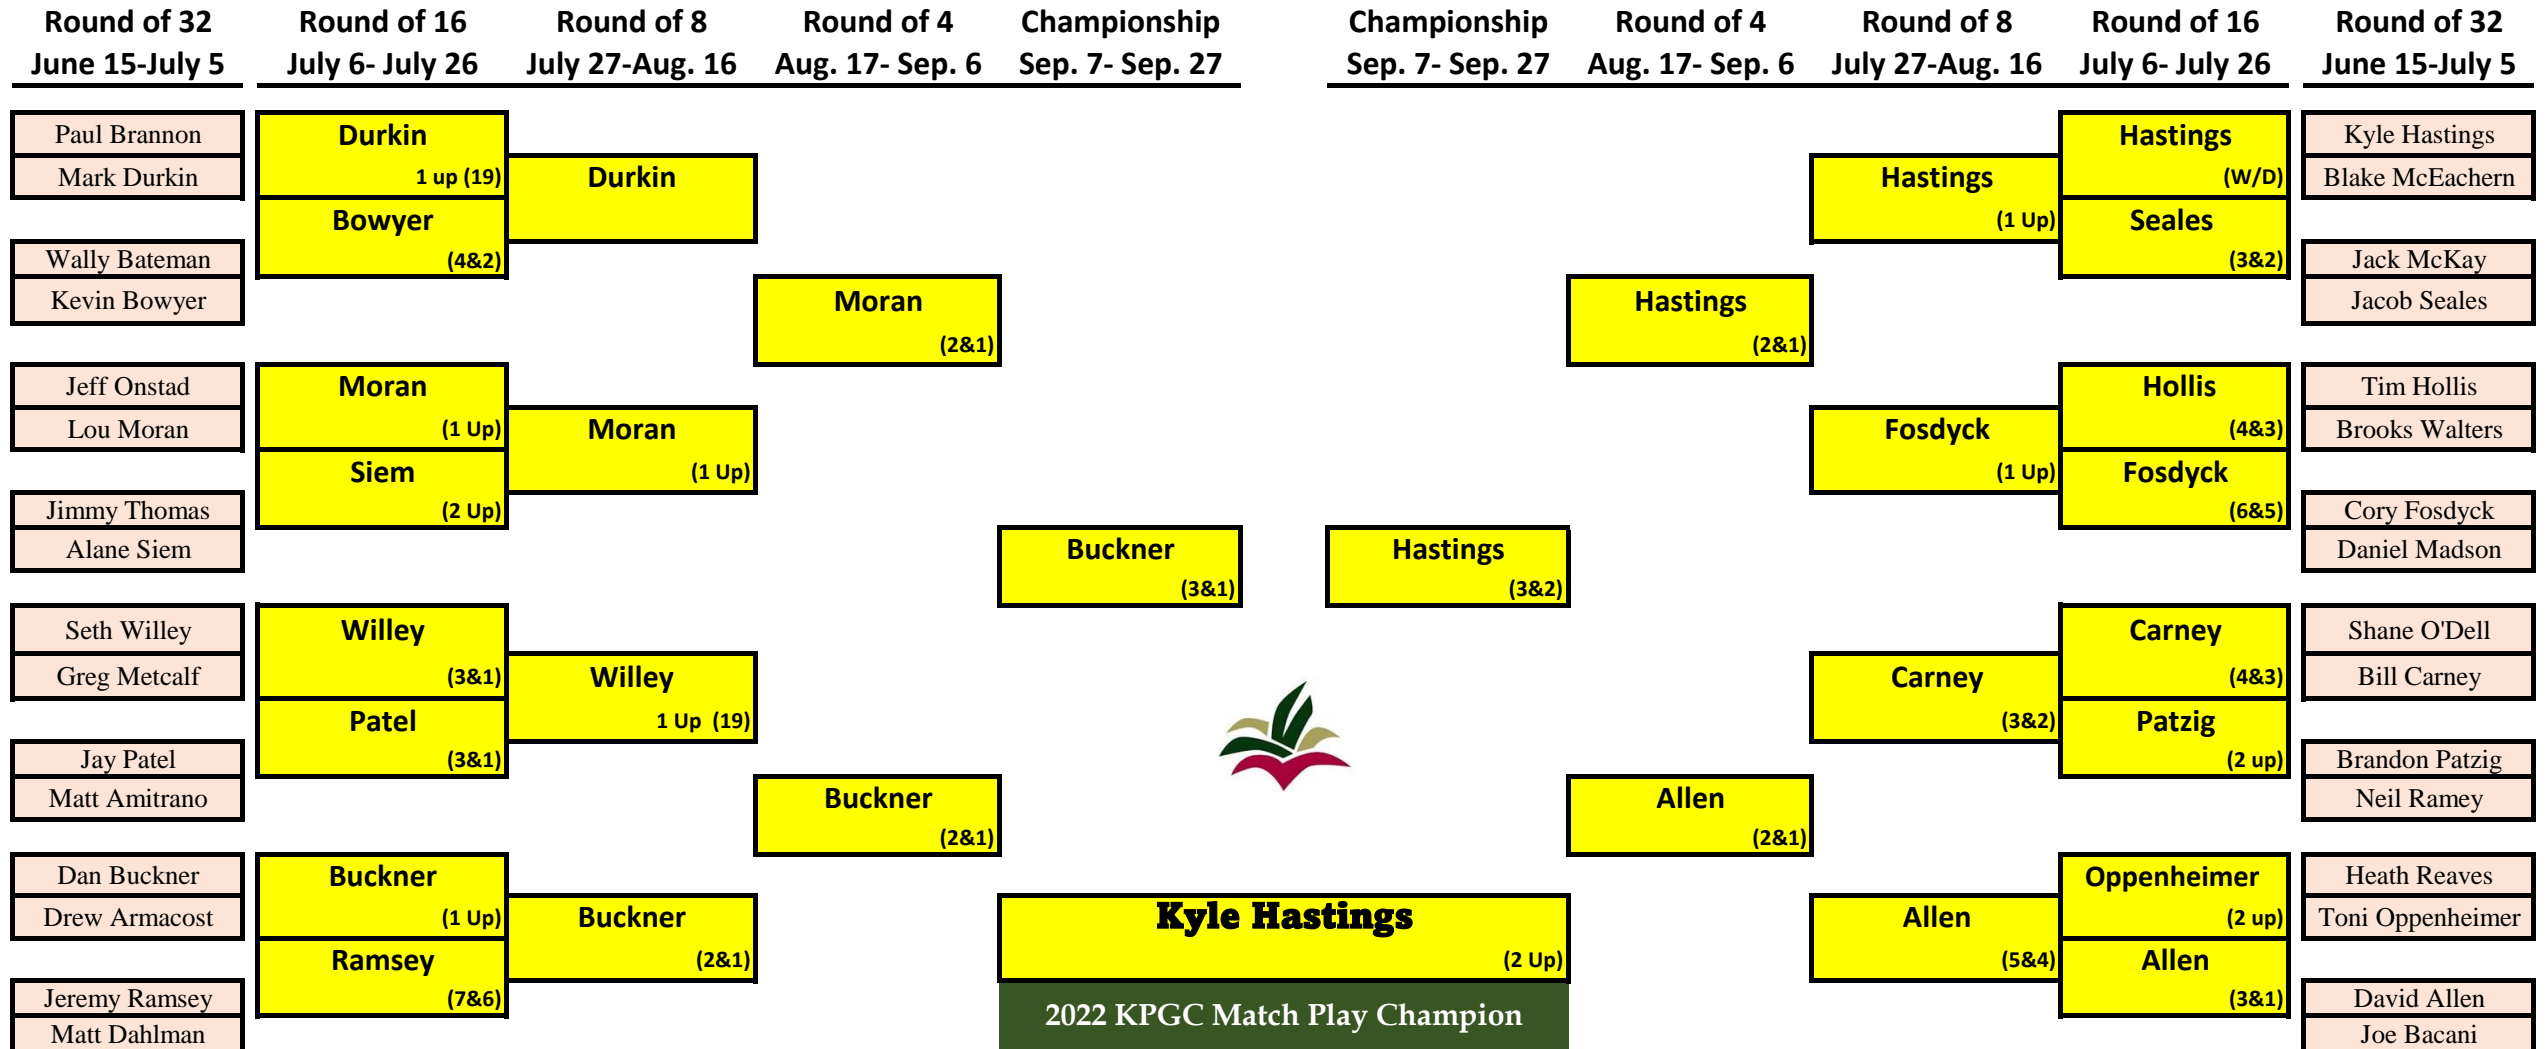 Round of 32 Round of 16 Round of 8 Round of 4 Championship Championship Round of 4 Round of 8 Round of 16 Round of 32
June 15-July 5 July 6- July 26 July 27-Aug. 16 Aug. 17- Sep. 6 Sep. 7- Sep. 27 Sep. 7- Sep. 27 Aug. 17- Sep. 6 July 27-Aug. 16 July 6- July 26 June 15-July 5
Paul Brannon Durkin Hastings Kyle Hastings
Mark Durkin 1 up (19) Durkin Hastings (W/D) Blake McEachern
Bowyer (1 Up) Seales
Wally Bateman (4&2) (3&2) Jack McKay
Kevin Bowyer Moran Hastings Jacob Seales
(2&1) (2&1)
Jeff Onstad Moran Hollis Tim Hollis
Lou Moran (1 Up) Moran Fosdyck (4&3) Brooks Walters
Siem (1 Up) (1 Up) Fosdyck
Jimmy Thomas (2 Up) (6&5) Cory Fosdyck
Alane Siem Buckner Hastings Daniel Madson
(3&1) (3&2)
Seth Willey Willey Carney Shane O'Dell
Greg Metcalf (3&1) Willey Carney (4&3) Bill Carney
Patel 1 Up (19) (3&2) Patzig
Jay Patel (3&1) (2 up) Brandon Patzig
Matt Amitrano Buckner Allen Neil Ramey
(2&1) (2&1)
Dan Buckner Buckner Oppenheimer Heath Reaves
Drew Armacost (1 Up) Buckner Kyle Hastings Allen (2 up) Toni Oppenheimer
Ramsey (2&1) (2 Up) (5&4) Allen
Jeremy Ramsey (7&6) (3&1) David Allen
Matt Dahlman 2022 KPGC Match Play Champion Joe Bacani